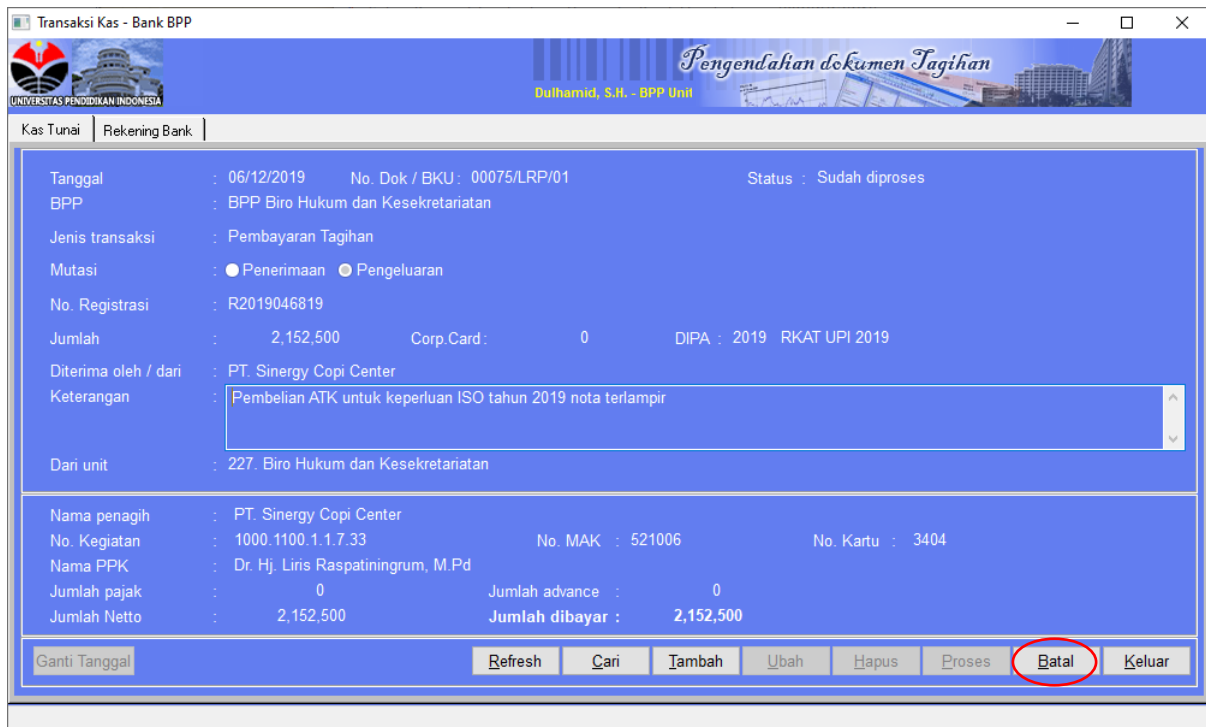 Transaksi Kas - Bank BPP
Pengendalian dokumen Tagihan
UNIVERSITAS PENDIDIKAN INDONESIA
Dulhamid, S.H. - BPP Unit
Kas Tunai Rekening Bank
Tanggal : 06/12/2019 No. Dok / BKU : 00075/LRP/01 Status : Sudah diproses
BPP : BPP Biro Hukum dan Kesekretariatan
Jenis transaksi : Pembayaran Tagihan
Mutasi : Penerimaan Pengeluaran
No. Registrasi : R2019046819
Jumlah : 2,152,500 Corp.Card : 0 DIPA : 2019 RKAT UPI 2019
Diterima oleh / dari : PT. Sinergy Copi Center
Keterangan : Pembelian ATK untuk keperluan ISO tahun 2019 nota terlampir
Dari unit : 227. Biro Hukum dan Kesekretariatan
Nama penagih : PT. Sinergy Copi Center
No. Kegiatan : 1000.1100.1.1.7.33 No. MAK : 521006 No. Kartu : 3404
Nama PPK : Dr. Hj. Liris Raspatiningrum, M.Pd
Jumlah pajak : 0 Jumlah advance : 0
Jumlah Netto : 2,152,500 Jumlah dibayar : 2,152,500
Ganti Tanggal Refresh Cari Tambah Ubah Hapus Proses Batal Keluar